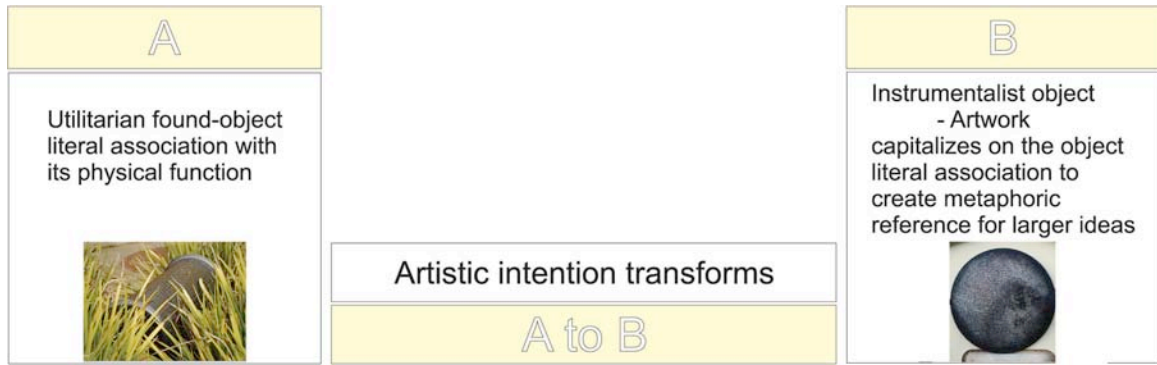 A
Utilitarian found-object
literal association with
its physical function
Artistic intention transforms
A to B
B
Instrumentalist object
- Artwork
capitalizes on the object
literal association to
create metaphoric
reference for larger ideas